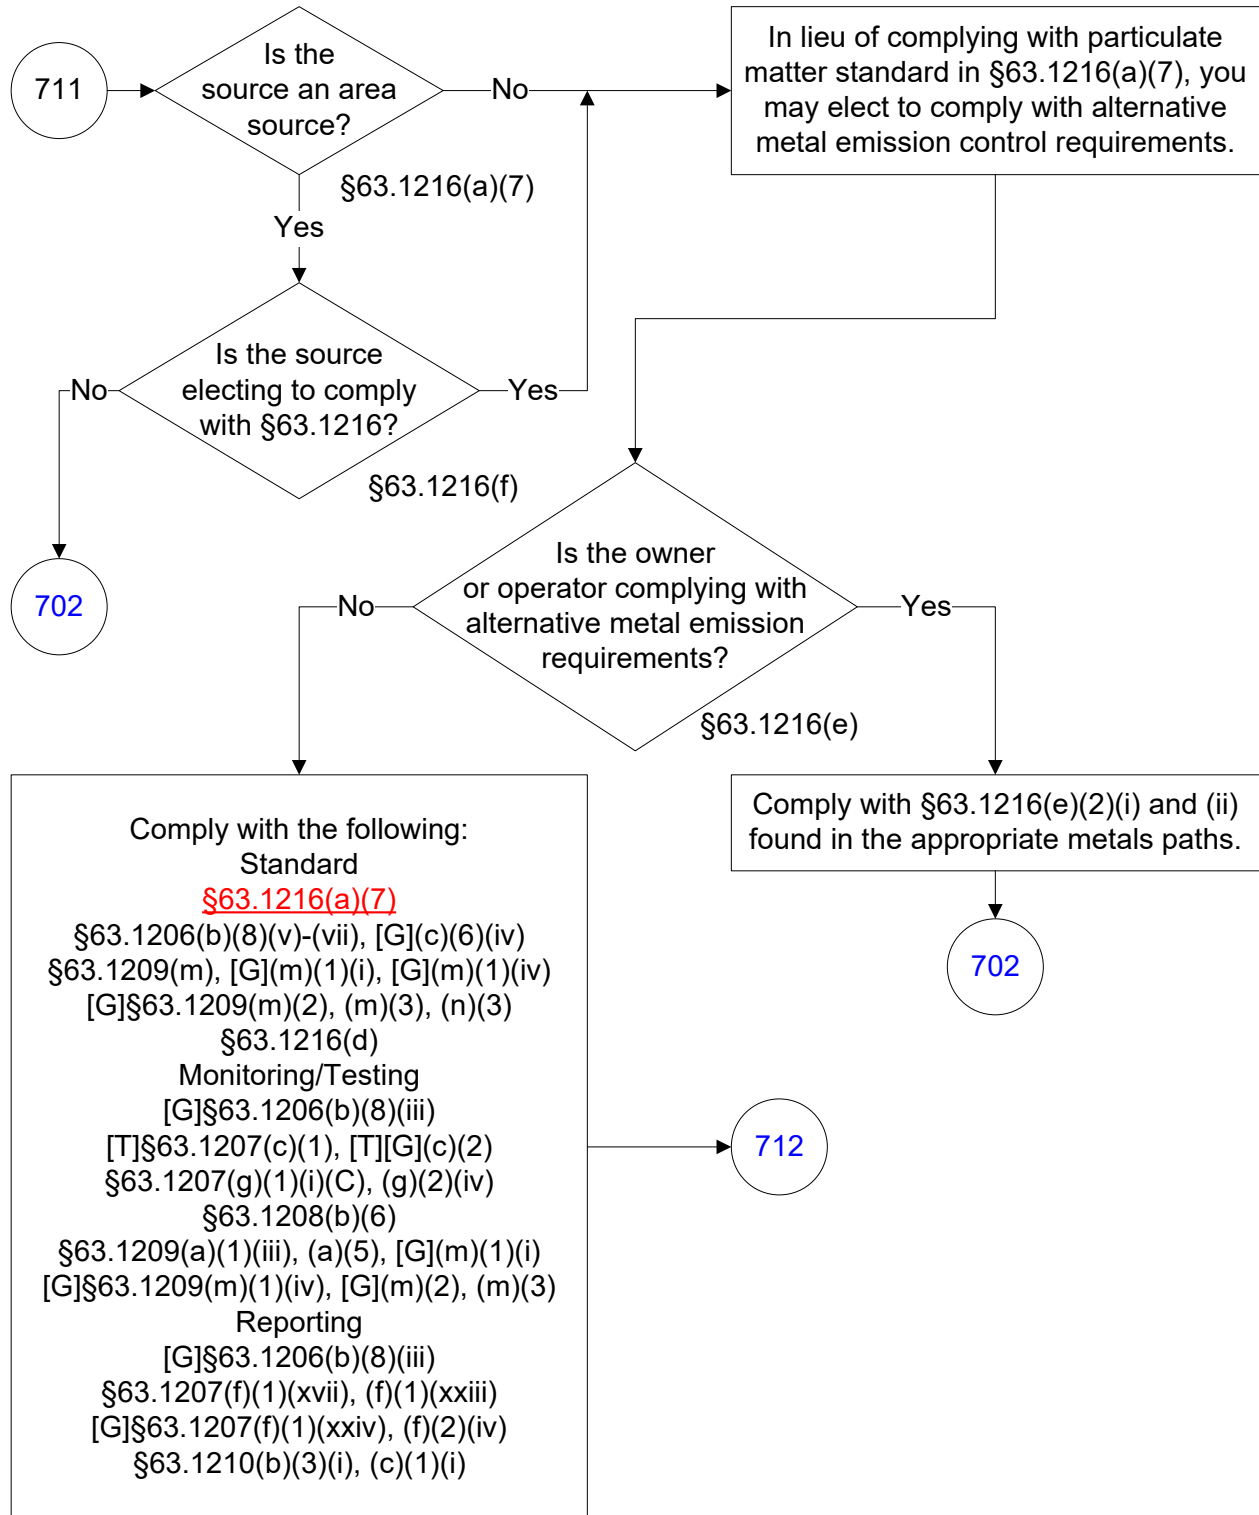 711
Is the
source an area
source?
No
In lieu of complying with particulate
matter standard in §63.1216(a)(7), you
may elect to comply with alternative
metal emission control requirements.
§63.1216(a)(7)
Yes
Is the source
electing to comply
with §63.1216?
No
Yes
§63.1216(f)
702
Is the owner
or operator complying with
alternative metal emission
requirements?
No
Yes
§63.1216(e)
Comply with the following:
Standard
§63.1216(a)(7)
§63.1206(b)(8)(v)-(vii), [G](c)(6)(iv)
§63.1209(m), [G](m)(1)(i), [G](m)(1)(iv)
[G]§63.1209(m)(2), (m)(3), (n)(3)
§63.1216(d)
Monitoring/Testing
[G]§63.1206(b)(8)(iii)
[T]§63.1207(c)(1), [T][G](c)(2)
§63.1207(g)(1)(i)(C), (g)(2)(iv)
§63.1208(b)(6)
§63.1209(a)(1)(iii), (a)(5), [G](m)(1)(i)
[G]§63.1209(m)(1)(iv), [G](m)(2), (m)(3)
Reporting
[G]§63.1206(b)(8)(iii)
§63.1207(f)(1)(xvii), (f)(1)(xxiii)
[G]§63.1207(f)(1)(xxiv), (f)(2)(iv)
§63.1210(b)(3)(i), (c)(1)(i)
Comply with §63.1216(e)(2)(i) and (ii)
found in the appropriate metals paths.
702
712